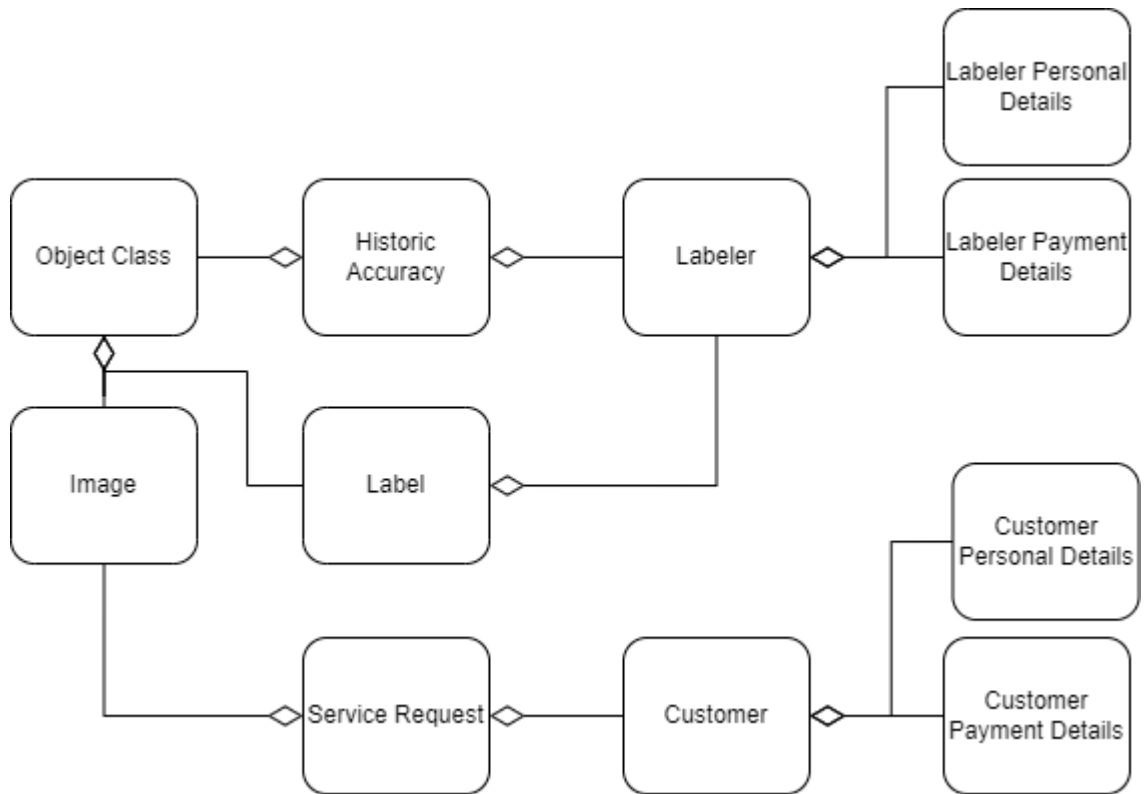 Labeler Personal
Details
Object Class
Historic
Accuracy
Labeler
Labeler Payment
Details
Image
Label
Customer
Personal Details
Service Request
Customer
Customer
Payment Details